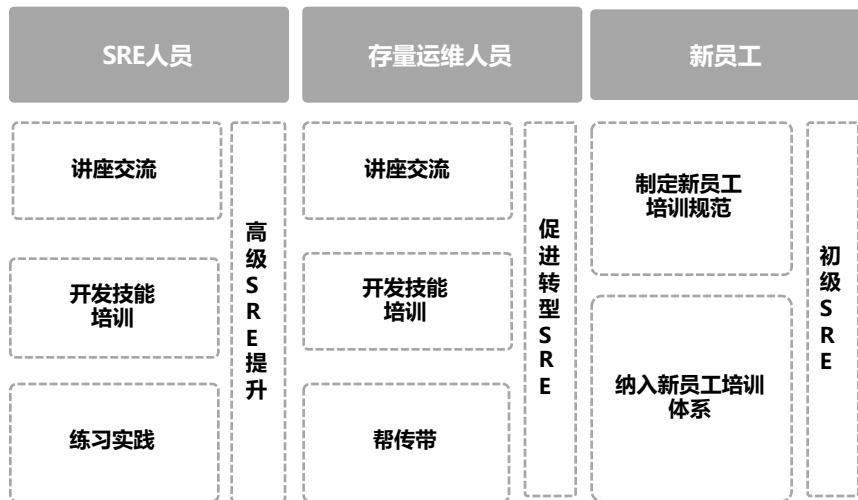 SRE人员
存量运维人员
新员工
讲座交流
开发技能
培训
练习实践
高级SRE提升
讲座交流
开发技能
培训
帮传带
促进转型SRE
制定新员工
培训规范
纳入新员工培训
体系
初级SRE